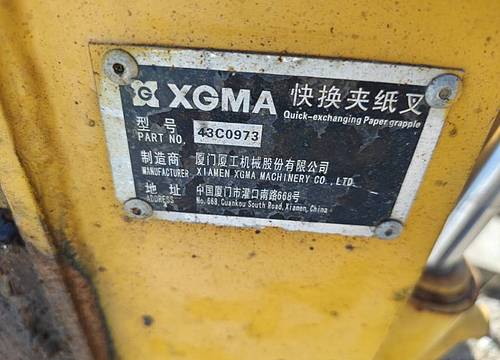 XGMA 快换夹纸叉
Quick-exchanging Paper grapple
型号
PART NO. 43C0973
制造商 厦门厦工机械股份有限公司
MANUFACTURER XIAMEN XGMA MACHINERY CO., LTD
地址 中国厦门市灌口南路668号
ADDRESS No.668, Guankou South Road, Xiamen, China